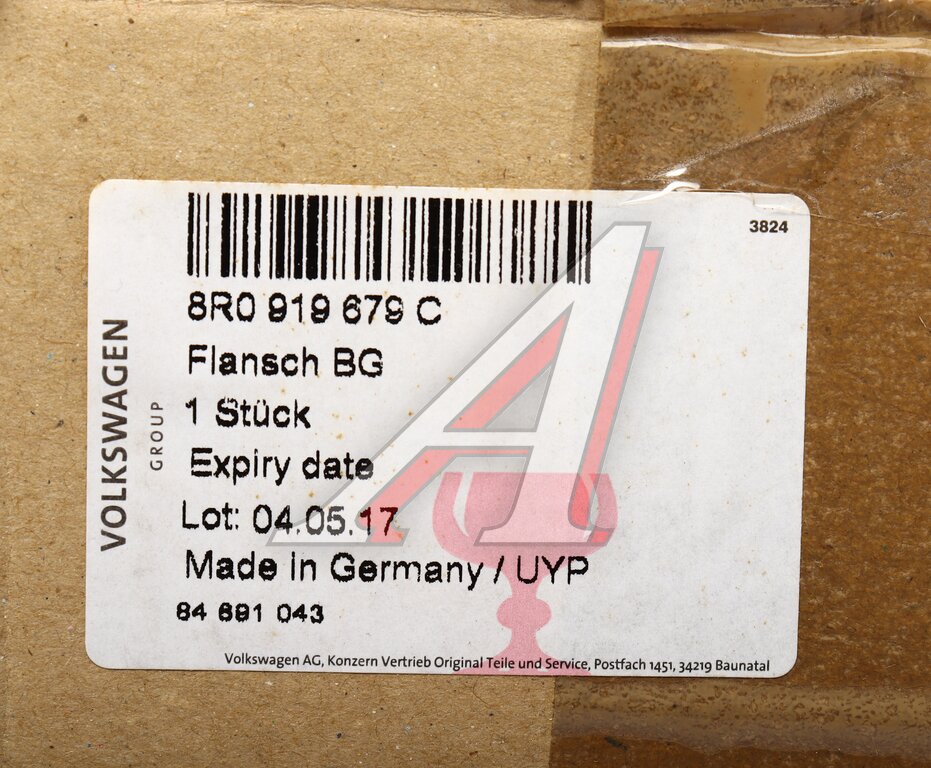 3824
8R0 919 679 C
Flansch BG
1 Stück
Expiry date
Lot: 04.05.17
Made in Germany / UYP
84 691 043
Volkswagen AG, Konzern Vertrieb Original Teile und Service, Postfach 1451, 34219 Baunatal
VOLKSWAGEN
GROUP